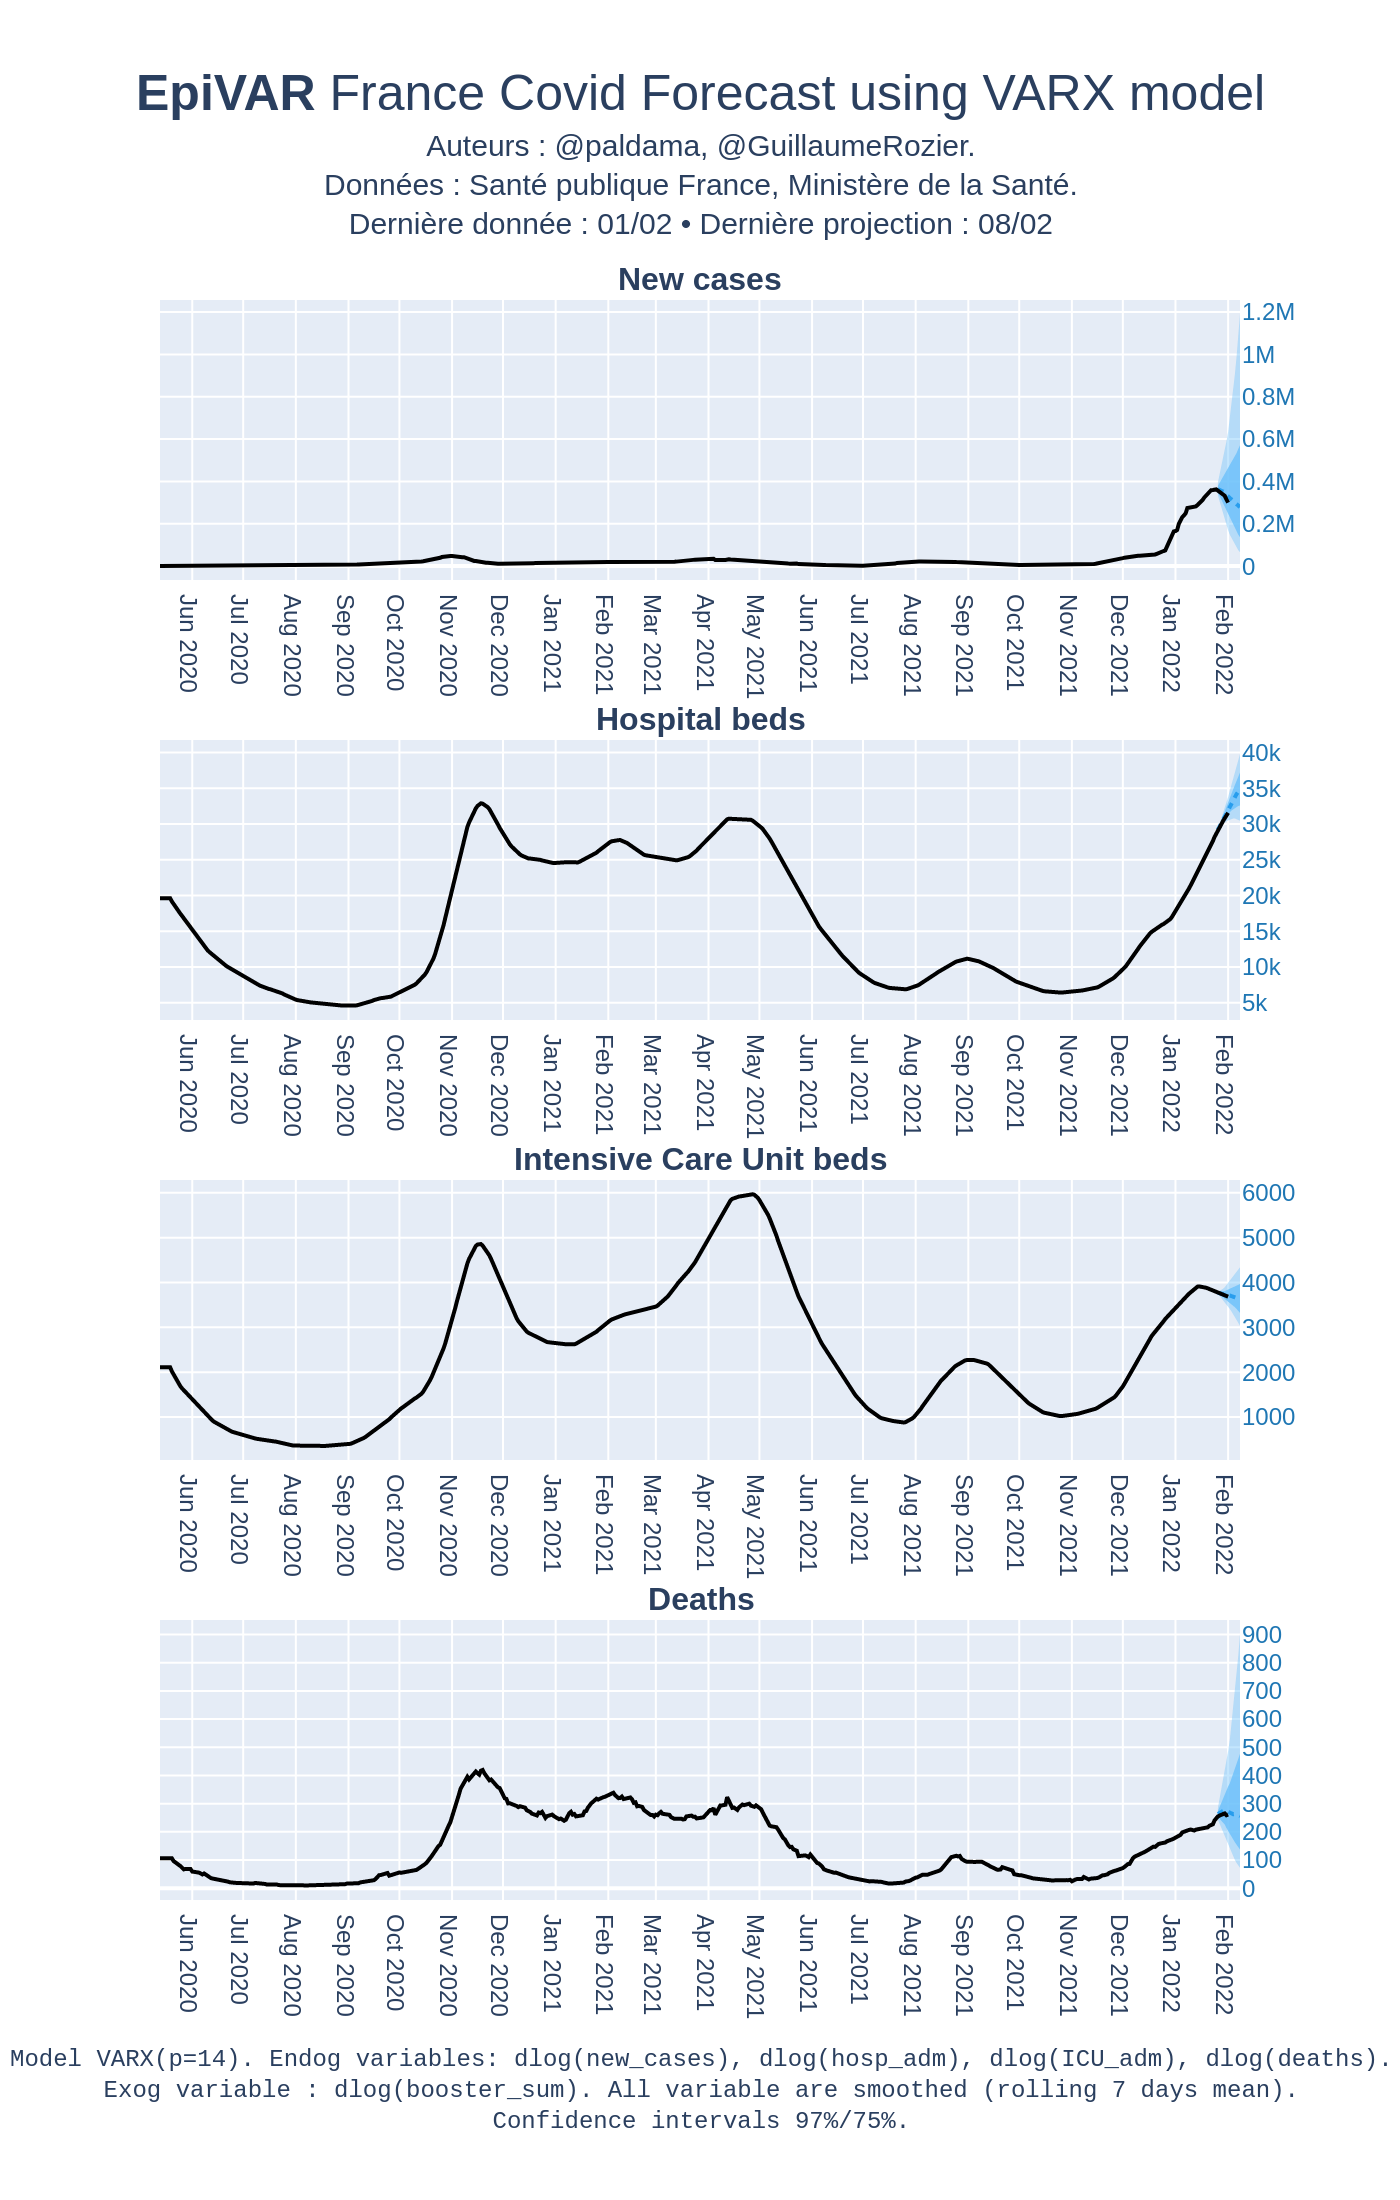 EpiVAR France Covid Forecast using VARX model
Auteurs : @paldama, @GuillaumeRozier.
Données : Santé publique France, Ministère de la Santé.
Dernière donnée : 01/02 • Dernière projection : 08/02
New cases
1.2M
1M
0.8M
0.6M
0.4M
0.2M
0
Jun 2020 Jul 2020 Aug 2020 Sep 2020 Oct 2020 Nov 2020 Dec 2020 Jan 2021 Feb 2021 Mar 2021 Apr 2021 May 2021 Jun 2021 Jul 2021 Aug 2021 Sep 2021 Oct 2021 Nov 2021 Dec 2021 Jan 2022 Feb 2022
Hospital beds
40k
35k
30k
25k
20k
15k
10k
5k
Jun 2020 Jul 2020 Aug 2020 Sep 2020 Oct 2020 Nov 2020 Dec 2020 Jan 2021 Feb 2021 Mar 2021 Apr 2021 May 2021 Jun 2021 Jul 2021 Aug 2021 Sep 2021 Oct 2021 Nov 2021 Dec 2021 Jan 2022 Feb 2022
Intensive Care Unit beds
6000
5000
4000
3000
2000
1000
Jun 2020 Jul 2020 Aug 2020 Sep 2020 Oct 2020 Nov 2020 Dec 2020 Jan 2021 Feb 2021 Mar 2021 Apr 2021 May 2021 Jun 2021 Jul 2021 Aug 2021 Sep 2021 Oct 2021 Nov 2021 Dec 2021 Jan 2022 Feb 2022
Deaths
900
800
700
600
500
400
300
200
100
0
Jun 2020 Jul 2020 Aug 2020 Sep 2020 Oct 2020 Nov 2020 Dec 2020 Jan 2021 Feb 2021 Mar 2021 Apr 2021 May 2021 Jun 2021 Jul 2021 Aug 2021 Sep 2021 Oct 2021 Nov 2021 Dec 2021 Jan 2022 Feb 2022
Model VARX(p=14). Endog variables: dlog(new_cases), dlog(hosp_adm), dlog(ICU_adm), dlog(deaths).
Exog variable : dlog(booster_sum). All variable are smoothed (rolling 7 days mean).
Confidence intervals 97%/75%.